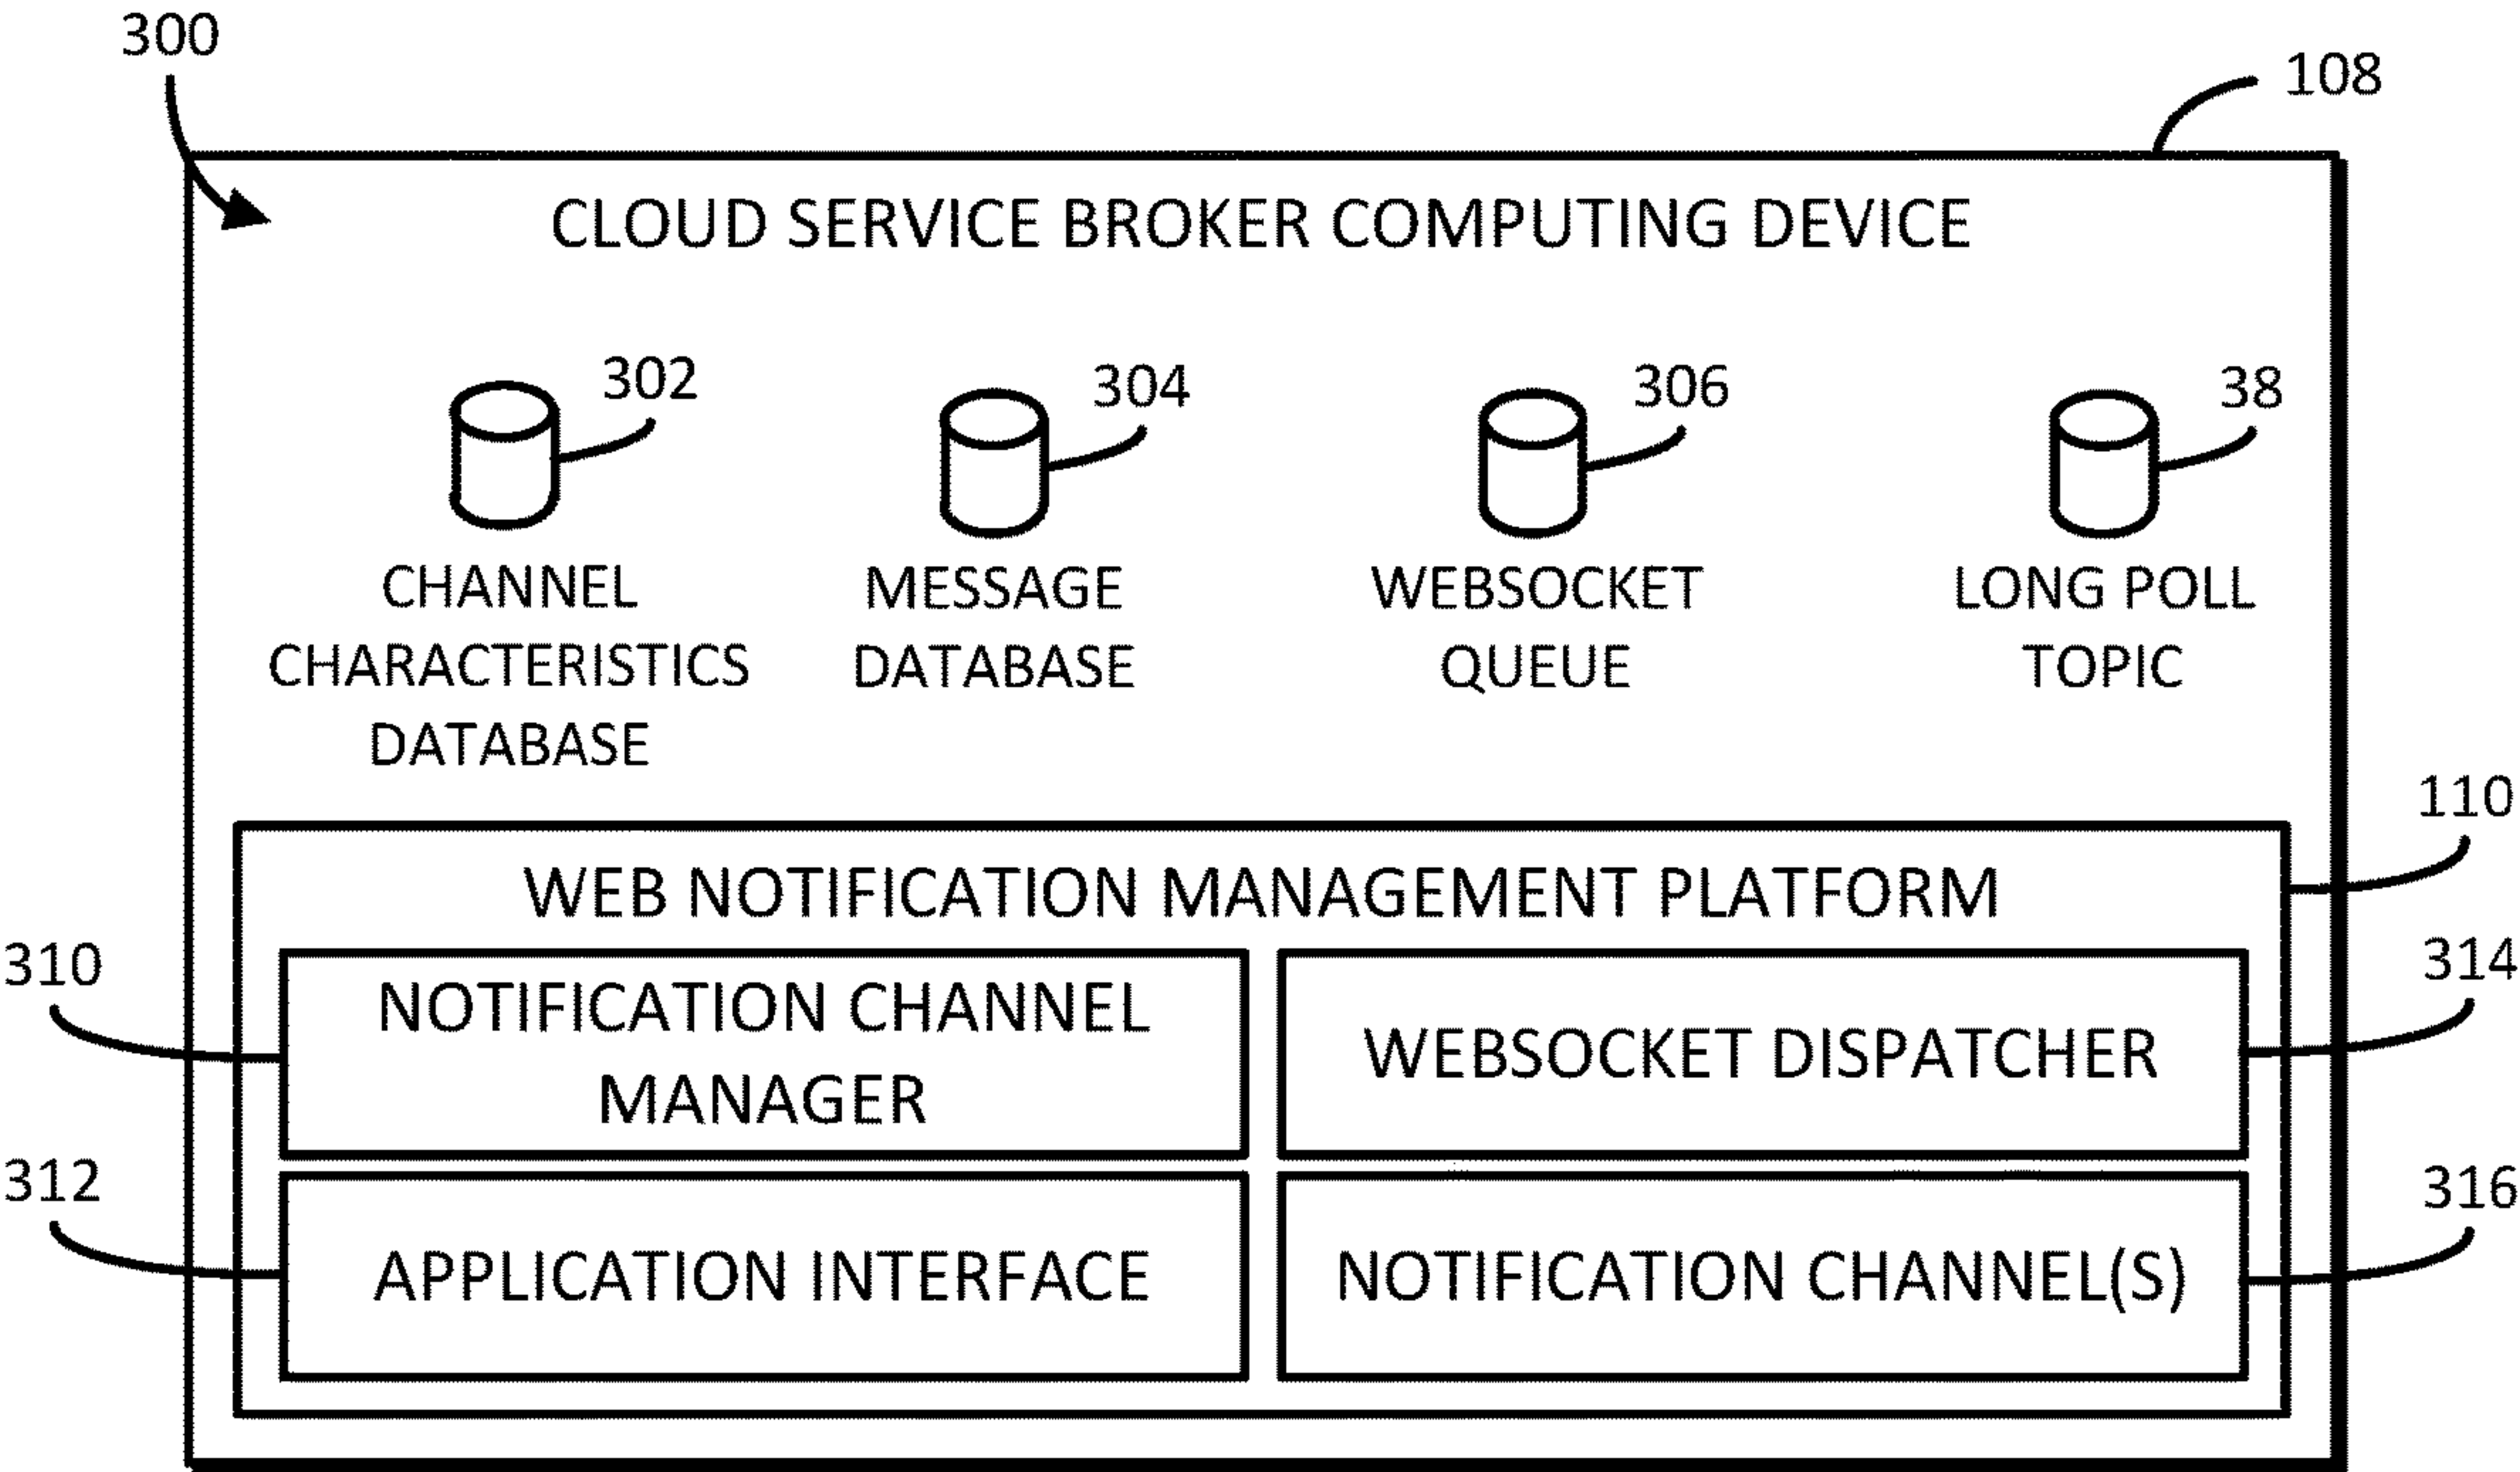 300
108
CLOUD SERVICE BROKER COMPUTING DEVICE
302
304
306
38
CHANNEL
CHARACTERISTICS
DATABASE
MESSAGE
DATABASE
WEBSOCKET
QUEUE
LONG POLL
TOPIC
110
WEB NOTIFICATION MANAGEMENT PLATFORM
310
NOTIFICATION CHANNEL
MANAGER
314
WEBSOCKET DISPATCHER
312
APPLICATION INTERFACE
316
NOTIFICATION CHANNEL(S)